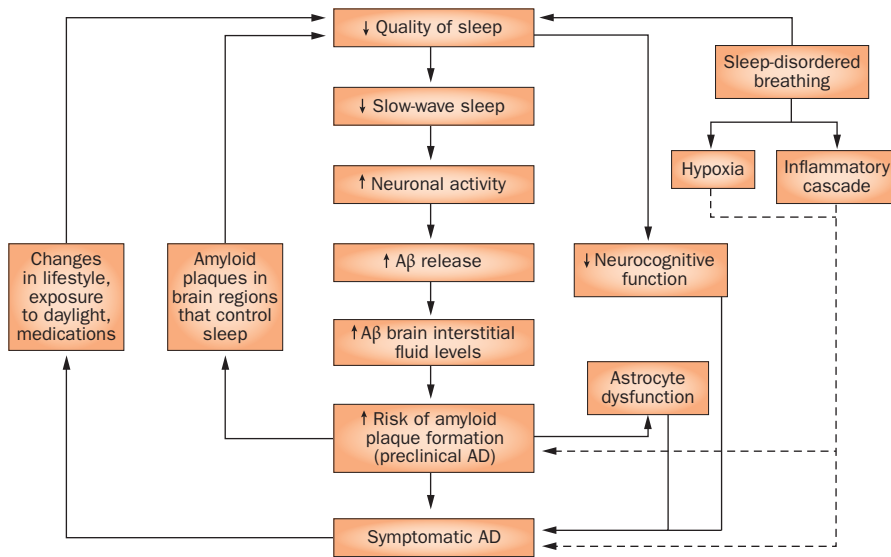 ↓ Quality of sleep
Sleep-disordered
breathing
↓ Slow-wave sleep
Hypoxia
Inflammatory
cascade
↑ Neuronal activity
Changes
in lifestyle,
exposure
to daylight,
medications
Amyloid
plaques in
brain regions
that control
sleep
↑ Aβ release
↓ Neurocognitive
function
↑ Aβ brain interstitial
fluid levels
Astrocyte
dysfunction
↑ Risk of amyloid
plaque formation
(preclinical AD)
Symptomatic AD